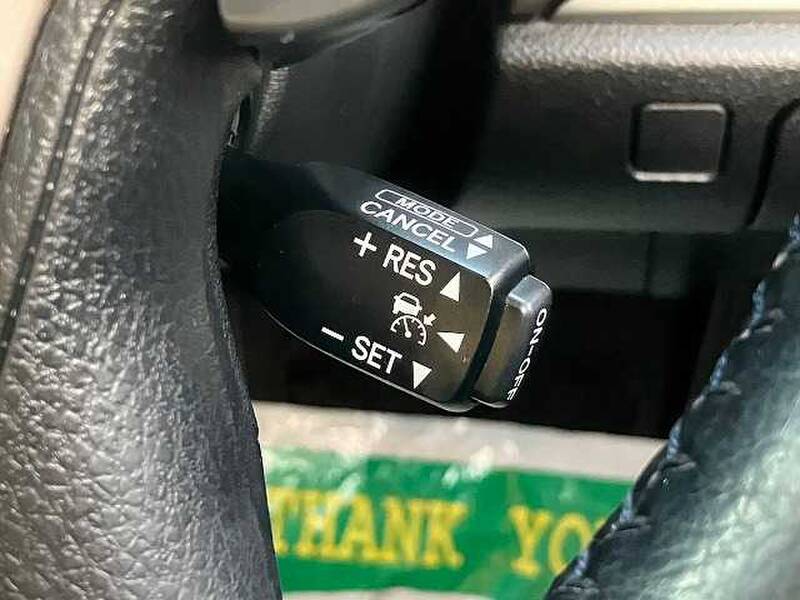 MODE
CANCEL
+ RES
− SET
ON-OFF
THANK YO